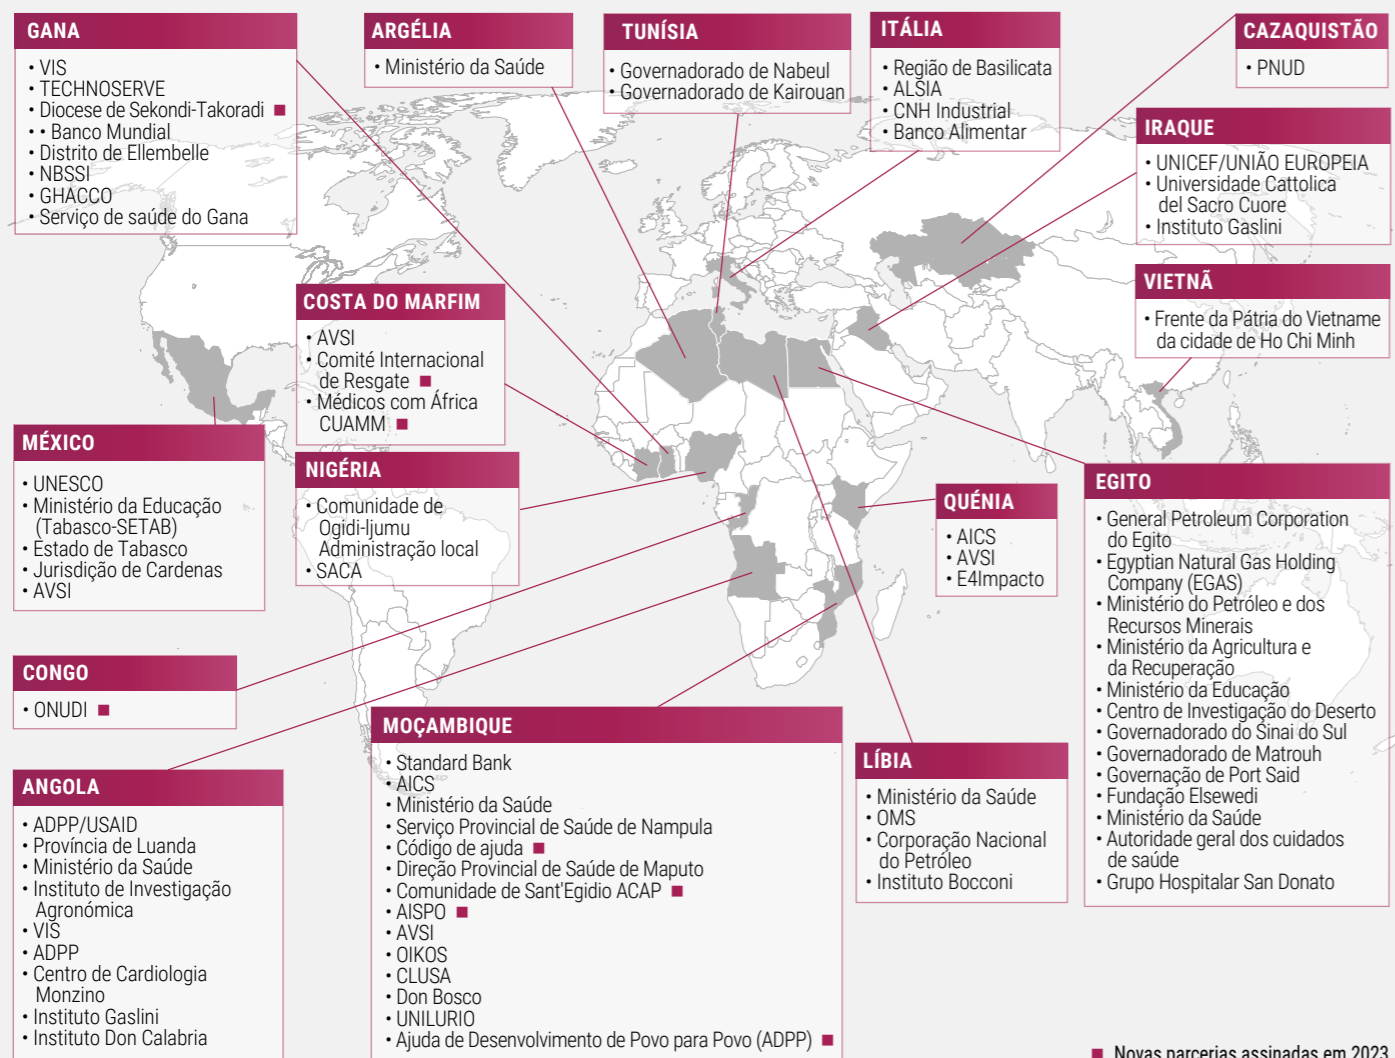 GANA
• VIS
• TECHNOSERVE
• Diocese de Sekondi-Takoradi ■
• • Banco Mundial
• Distrito de Ellembelle
• NBSSI
• GHACCO
• Serviço de saúde do Gana
ARGÉLIA
• Ministério da Saúde
TUNÍSIA
• Governadorado de Nabeul
• Governadorado de Kairouan
ITÁLIA
• Região de Basilicata
• ALSIA
• CNH Industrial
• Banco Alimentar
CAZAQUISTÃO
• PNUD
IRAQUE
• UNICEF/UNIÃO EUROPEIA
• Universidade Cattolica
del Sacro Cuore
• Instituto Gaslini
VIETNÃ
• Frente da Pátria do Vietname
da cidade de Ho Chi Minh
COSTA DO MARFIM
• AVSI
• Comité Internacional
de Resgate ■
• Médicos com África
CUAMM ■
MÉXICO
• UNESCO
• Ministério da Educação
(Tabasco-SETAB)
• Estado de Tabasco
• Jurisdição de Cardenas
• AVSI
NIGÉRIA
• Comunidade de
Ogidi-Ijumu
Administração local
• SACA
QUÉNIA
• AICS
• AVSI
• E4Impacto
EGITO
• General Petroleum Corporation
do Egito
• Egyptian Natural Gas Holding
Company (EGAS)
• Ministério do Petróleo e dos
Recursos Minerais
• Ministério da Agricultura e
da Recuperação
• Ministério da Educação
• Centro de Investigação do Deserto
• Governadorado do Sinai do Sul
• Governadorado de Matrouh
• Governação de Port Said
• Fundação Elsewedi
• Ministério da Saúde
• Autoridade geral dos cuidados
de saúde
• Grupo Hospitalar San Donato
CONGO
• ONUDI ■
ANGOLA
• ADPP/USAID
• Província de Luanda
• Ministério da Saúde
• Instituto de Investigação
Agronómica
• VIS
• ADPP
• Centro de Cardiologia
Monzino
• Instituto Gaslini
• Instituto Don Calabria
MOÇAMBIQUE
• Standard Bank
• AICS
• Ministério da Saúde
• Serviço Provincial de Saúde de Nampula
• Código de ajuda ■
• Direção Provincial de Saúde de Maputo
• Comunidade de Sant'Egidio ACAP ■
• AISPO ■
• AVSI
• OIKOS
• CLUSA
• Don Bosco
• UNILURIO
• Ajuda de Desenvolvimento de Povo para Povo (ADPP) ■
LÍBIA
• Ministério da Saúde
• OMS
• Corporação Nacional
do Petróleo
• Instituto Bocconi
■ Novas parcerias assinadas em 2023